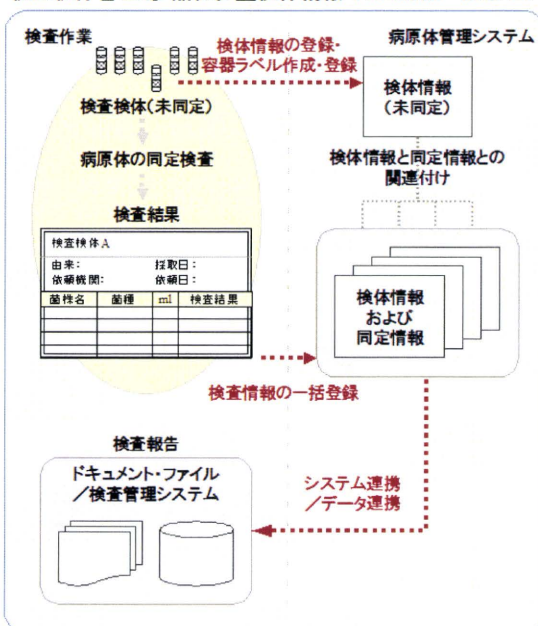 検査作業
病原体管理システム
検体情報の登録・
容器ラベル作成・登録
検体情報
(未同定)
検査検体(未同定)
病原体の同定検査
検体情報と同定情報との
関連付け
検査結果
検査検体A
由来: 採取日:
依頼機関: 依頼日:
菌株名 菌種 ml 検査結果
検体情報
および
同定情報
検査情報の一括登録
検査報告
ドキュメント・ファイル
/検査管理システム
システム連携
/データ連携